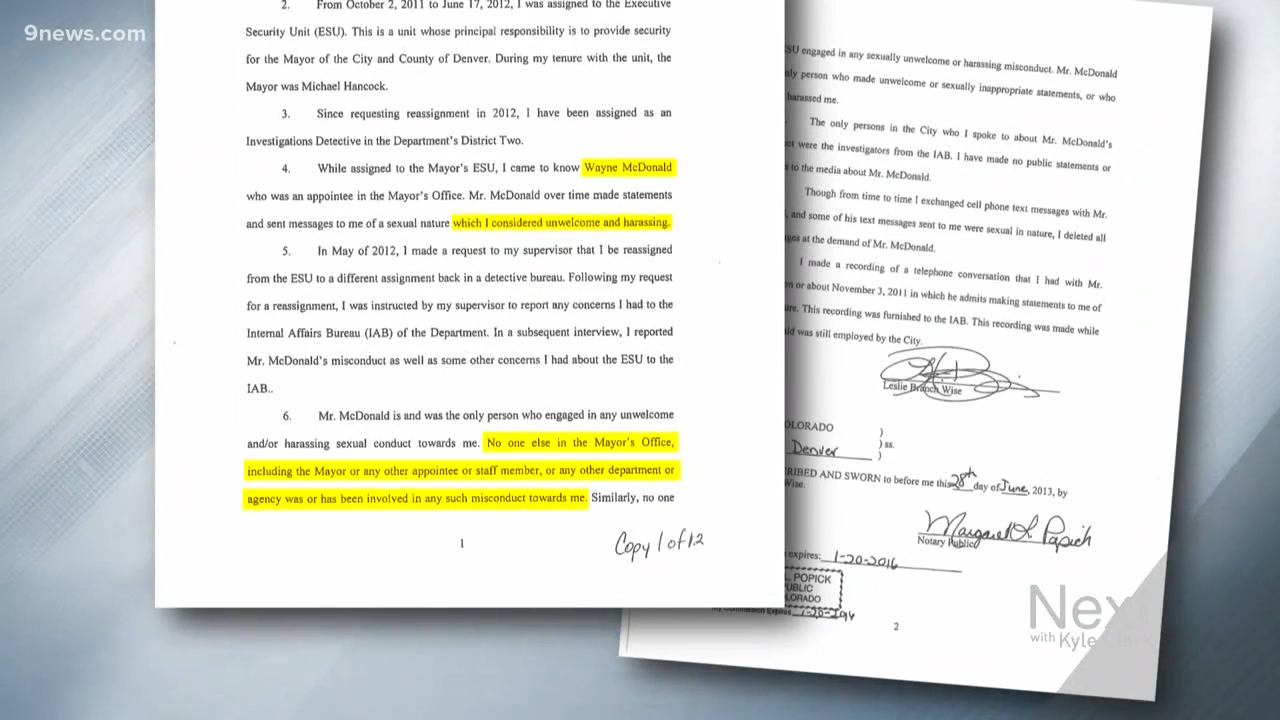 9news.com
2. From October 2, 2011 to June 17, 2012, I was assigned to the Executive
Security Unit (ESU). This is a unit whose principal responsibility is to provide security
for the Mayor of the City and County of Denver. During my tenure with the unit, the
Mayor was Michael Hancock.
3. Since requesting reassignment in 2012, I have been assigned as an
Investigations Detective in the Department's District Two.
4. While assigned to the Mayor's ESU, I came to know Wayne McDonald
who was an appointee in the Mayor's Office. Mr. McDonald over time made statements
and sent messages to me of a sexual nature which I considered unwelcome and harassing.
5. In May of 2012, I made a request to my supervisor that I be reassigned
from the ESU to a different assignment back in a detective bureau. Following my request
for a reassignment, I was instructed by my supervisor to report any concerns I had to the
Internal Affairs Bureau (IAB) of the Department. In a subsequent interview, I reported
Mr. McDonald's misconduct as well as some other concerns I had about the ESU to the
IAB..
6. Mr. McDonald is and was the only person who engaged in any unwelcome
and/or harassing sexual conduct towards me. No one else in the Mayor's Office,
including the Mayor or any other appointee or staff member, or any other department or
agency was or has been involved in any such misconduct towards me. Similarly, no one
1
Copy 1 of 12
SU engaged in any sexually unwelcome or harassing misconduct. Mr. McDonald
nly person who made unwelcome or sexually inappropriate statements, or who
harassed me.
The only persons in the City who I spoke to about Mr. McDonald's
ct were the investigators from the IAB. I have made no public statements or
s to the media about Mr. McDonald.
Though from time to time I exchanged cell phone text messages with Mr.
, and some of his text messages sent to me were sexual in nature, I deleted all
ges at the demand of Mr. McDonald.
I made a recording of a telephone conversation that I had with Mr.
on or about November 3, 2011 in which he admits making statements to me of
ure. This recording was furnished to the IAB. This recording was made while
ld was still employed by the City.
Leslie Branch Wise
OLORADO )
) ss.
Denver )
RIBED AND SWORN to before me this 28th day of June, 2013, by
Wise.
Notary Public
expires: 1-20-2016
L. POPICK
UBLIC
LORADO
My Commission Expires 1-20-2016
2
Next
with Kyle